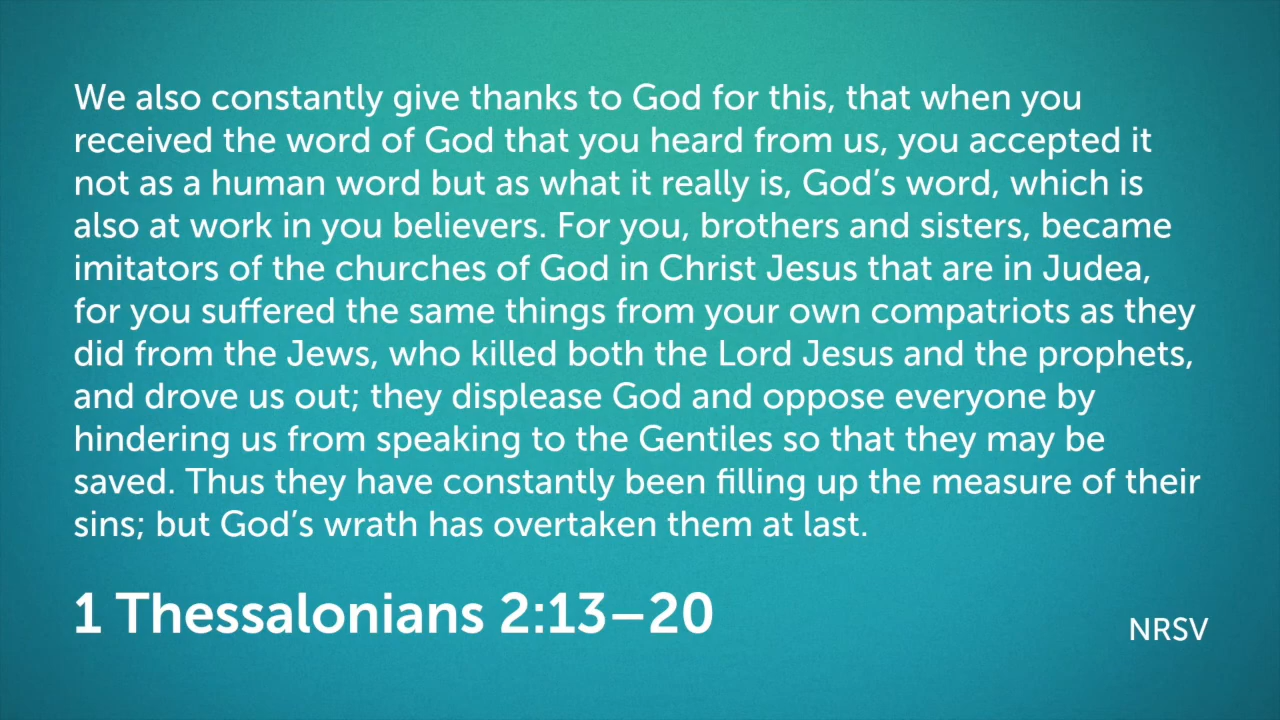 We also constantly give thanks to God for this, that when you
received the word of God that you heard from us, you accepted it
not as a human word but as what it really is, God’s word, which is
also at work in you believers. For you, brothers and sisters, became
imitators of the churches of God in Christ Jesus that are in Judea,
for you suffered the same things from your own compatriots as they
did from the Jews, who killed both the Lord Jesus and the prophets,
and drove us out; they displease God and oppose everyone by
hindering us from speaking to the Gentiles so that they may be
saved. Thus they have constantly been filling up the measure of their
sins; but God’s wrath has overtaken them at last.
1 Thessalonians 2:13–20
NRSV